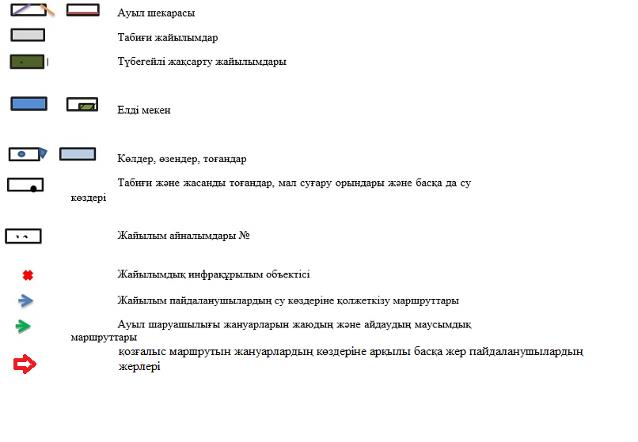 Ауыл шекарасы
Табиғи жайылымдар
Түбегейлі жақсарту жайылымдары
Елді мекен
Көлдер, өзендер, тоғандар
Табиғи және жасанды тоғандар, мал суғару орындары және басқа да су
көздері
Жайылым айналымдары №
Жайылымдық инфрақұрылым объектісі
Жайылым пайдаланушылардың су көздеріне қолжеткізу маршруттары
Ауыл шаруашылығы жануарларын жаюдың және айдаудың маусымдық
маршруттары
қозғалыс маршрутын жануарлардың көздеріне арқылы басқа жер пайдаланушылардың
жерлері